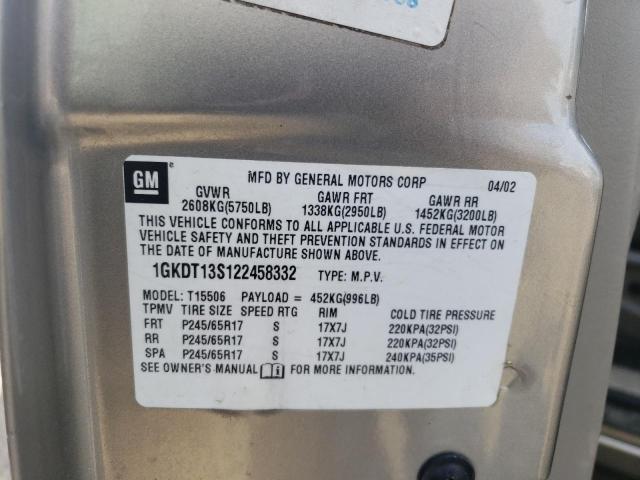 GM
MFD BY GENERAL MOTORS CORP 04/02
GVWR GAWR FRT GAWR RR
2608KG(5750LB) 1338KG(2950LB) 1452KG(3200LB)
THIS VEHICLE CONFORMS TO ALL APPLICABLE U.S. FEDERAL MOTOR
VEHICLE SAFETY AND THEFT PREVENTION STANDARDS IN EFFECT ON
THE DATE OF MANUFACTURE SHOWN ABOVE.
1GKDT13S122458332 TYPE: M.P.V.
MODEL: T15506 PAYLOAD = 452KG(996LB)
TPMV TIRE SIZE SPEED RTG RIM COLD TIRE PRESSURE
FRT P245/65R17 S 17X7J 220KPA(32PSI)
RR P245/65R17 S 17X7J 220KPA(32PSI)
SPA P245/65R17 S 17X7J 240KPA(35PSI)
SEE OWNER'S MANUAL FOR MORE INFORMATION.